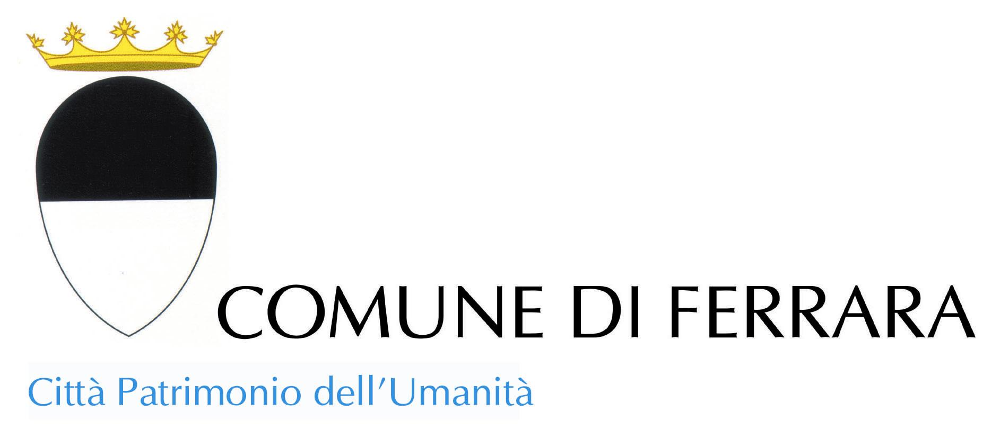 COMUNE DI FERRARA
Città Patrimonio dell'Umanità